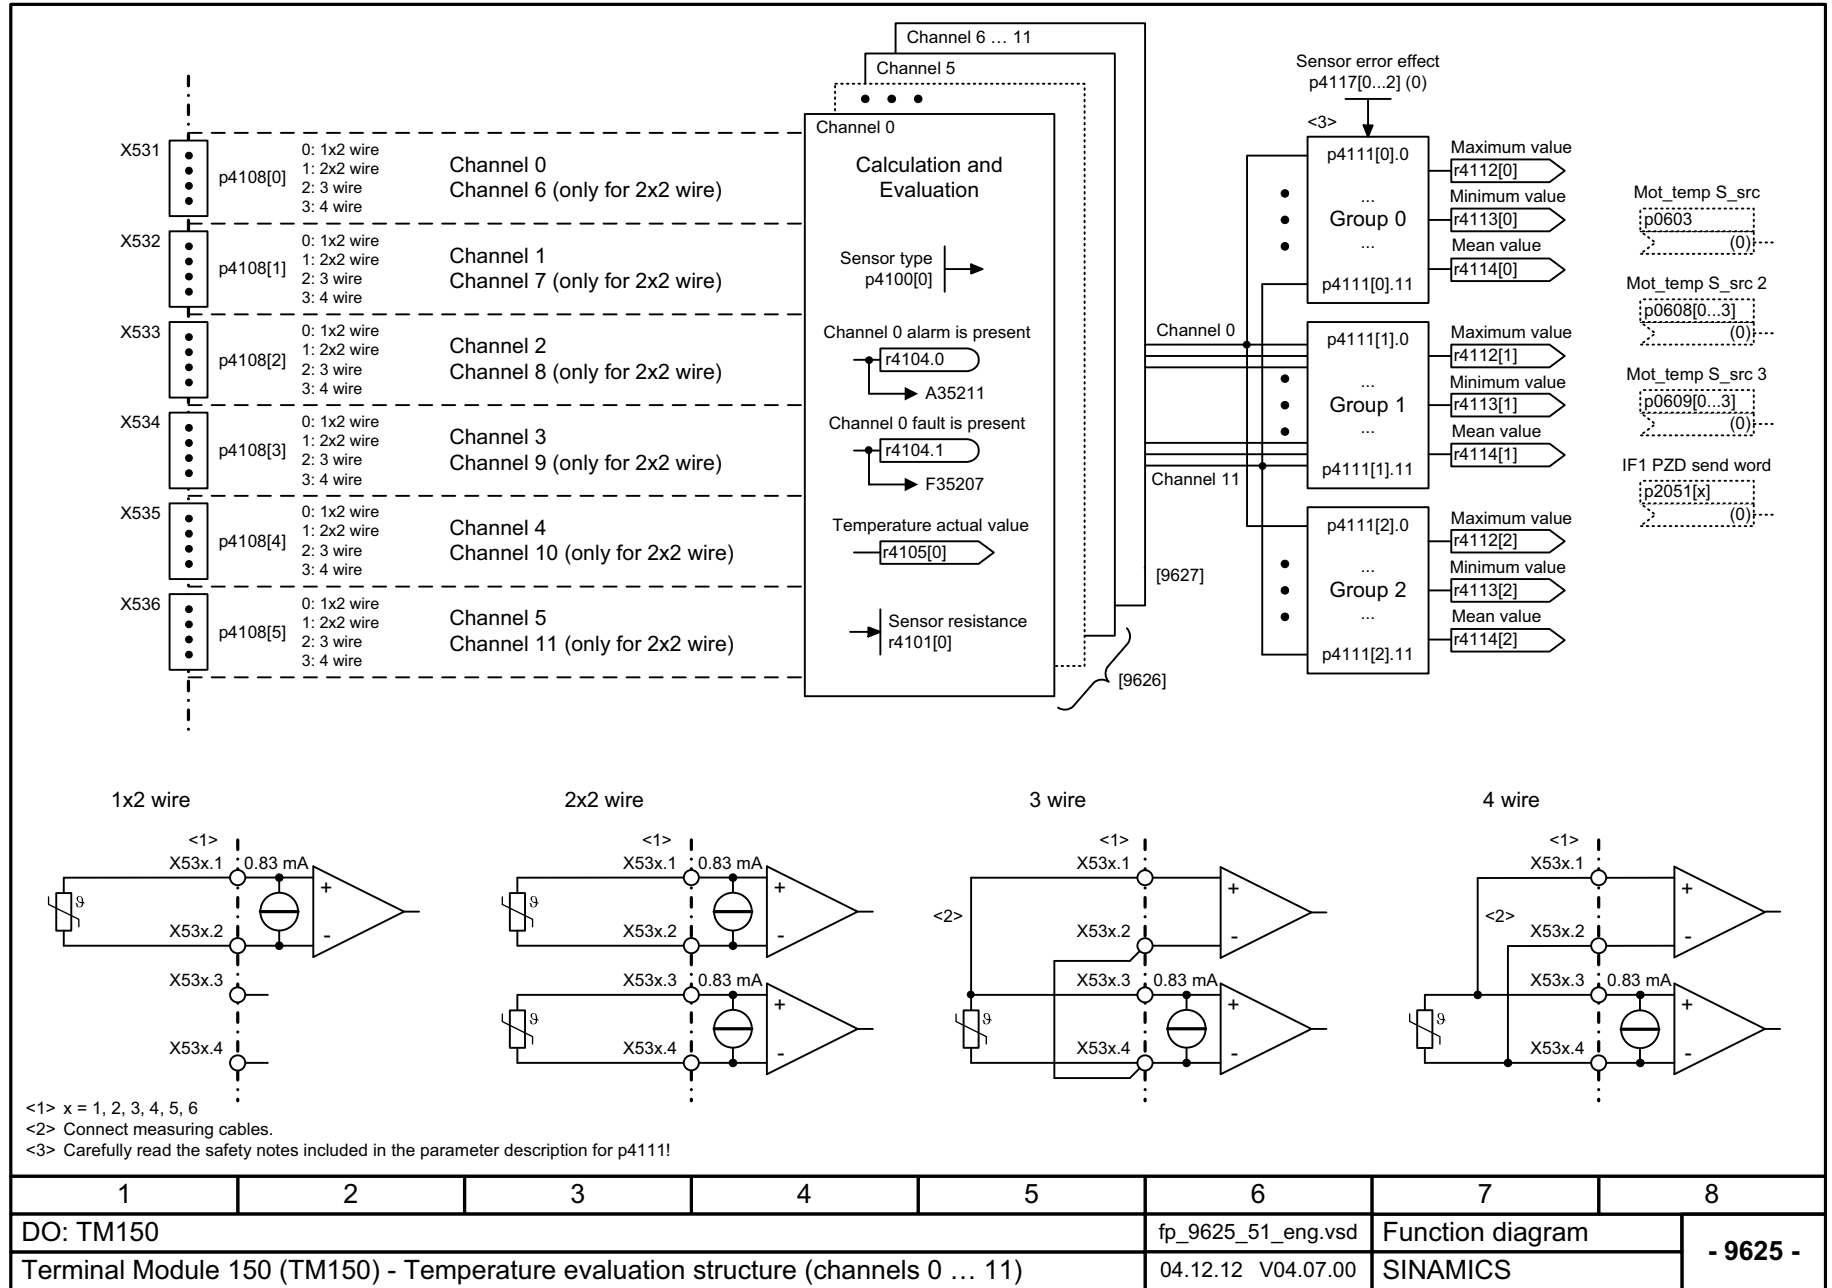 Channel 6 … 11
Channel 5
Channel 0
Calculation and
Evaluation
Sensor type
p4100[0]
Channel 0 alarm is present
r4104.0
A35211
Channel 0 fault is present
r4104.1
F35207
Temperature actual value
r4105[0]
Sensor resistance
r4101[0]
X531
p4108[0]
0: 1x2 wire
1: 2x2 wire
2: 3 wire
3: 4 wire
Channel 0
Channel 6 (only for 2x2 wire)
X532
p4108[1]
0: 1x2 wire
1: 2x2 wire
2: 3 wire
3: 4 wire
Channel 1
Channel 7 (only for 2x2 wire)
X533
p4108[2]
0: 1x2 wire
1: 2x2 wire
2: 3 wire
3: 4 wire
Channel 2
Channel 8 (only for 2x2 wire)
X534
p4108[3]
0: 1x2 wire
1: 2x2 wire
2: 3 wire
3: 4 wire
Channel 3
Channel 9 (only for 2x2 wire)
X535
p4108[4]
0: 1x2 wire
1: 2x2 wire
2: 3 wire
3: 4 wire
Channel 4
Channel 10 (only for 2x2 wire)
X536
p4108[5]
0: 1x2 wire
1: 2x2 wire
2: 3 wire
3: 4 wire
Channel 5
Channel 11 (only for 2x2 wire)
[9627]
[9626]
Channel 0
Channel 11
Sensor error effect
p4117[0...2] (0)
<3>
p4111[0].0
...
Group 0
...
p4111[0].11
Maximum value
r4112[0]
Minimum value
r4113[0]
Mean value
r4114[0]
p4111[1].0
...
Group 1
...
p4111[1].11
Maximum value
r4112[1]
Minimum value
r4113[1]
Mean value
r4114[1]
p4111[2].0
...
Group 2
...
p4111[2].11
Maximum value
r4112[2]
Minimum value
r4113[2]
Mean value
r4114[2]
Mot_temp S_src
p0603
(0)
Mot_temp S_src 2
p0608[0...3]
(0)
Mot_temp S_src 3
p0609[0...3]
(0)
IF1 PZD send word
p2051[x]
(0)
1x2 wire
<1>
X53x.1
0.83 mA
+
ϑ
X53x.2
-
X53x.3
X53x.4
2x2 wire
<1>
X53x.1
0.83 mA
+
ϑ
X53x.2
-
X53x.3
0.83 mA
+
ϑ
X53x.4
-
3 wire
<1>
X53x.1
+
<2>
X53x.2
-
X53x.3
0.83 mA
+
ϑ
X53x.4
-
4 wire
<1>
X53x.1
+
<2>
X53x.2
-
X53x.3
0.83 mA
+
ϑ
X53x.4
-
<1> x = 1, 2, 3, 4, 5, 6
<2> Connect measuring cables.
<3> Carefully read the safety notes included in the parameter description for p4111!
1 2 3 4 5 6 7 8
DO: TM150
fp_9625_51_eng.vsd
Function diagram
- 9625 -
Terminal Module 150 (TM150) - Temperature evaluation structure (channels 0 … 11)
04.12.12 V04.07.00
SINAMICS